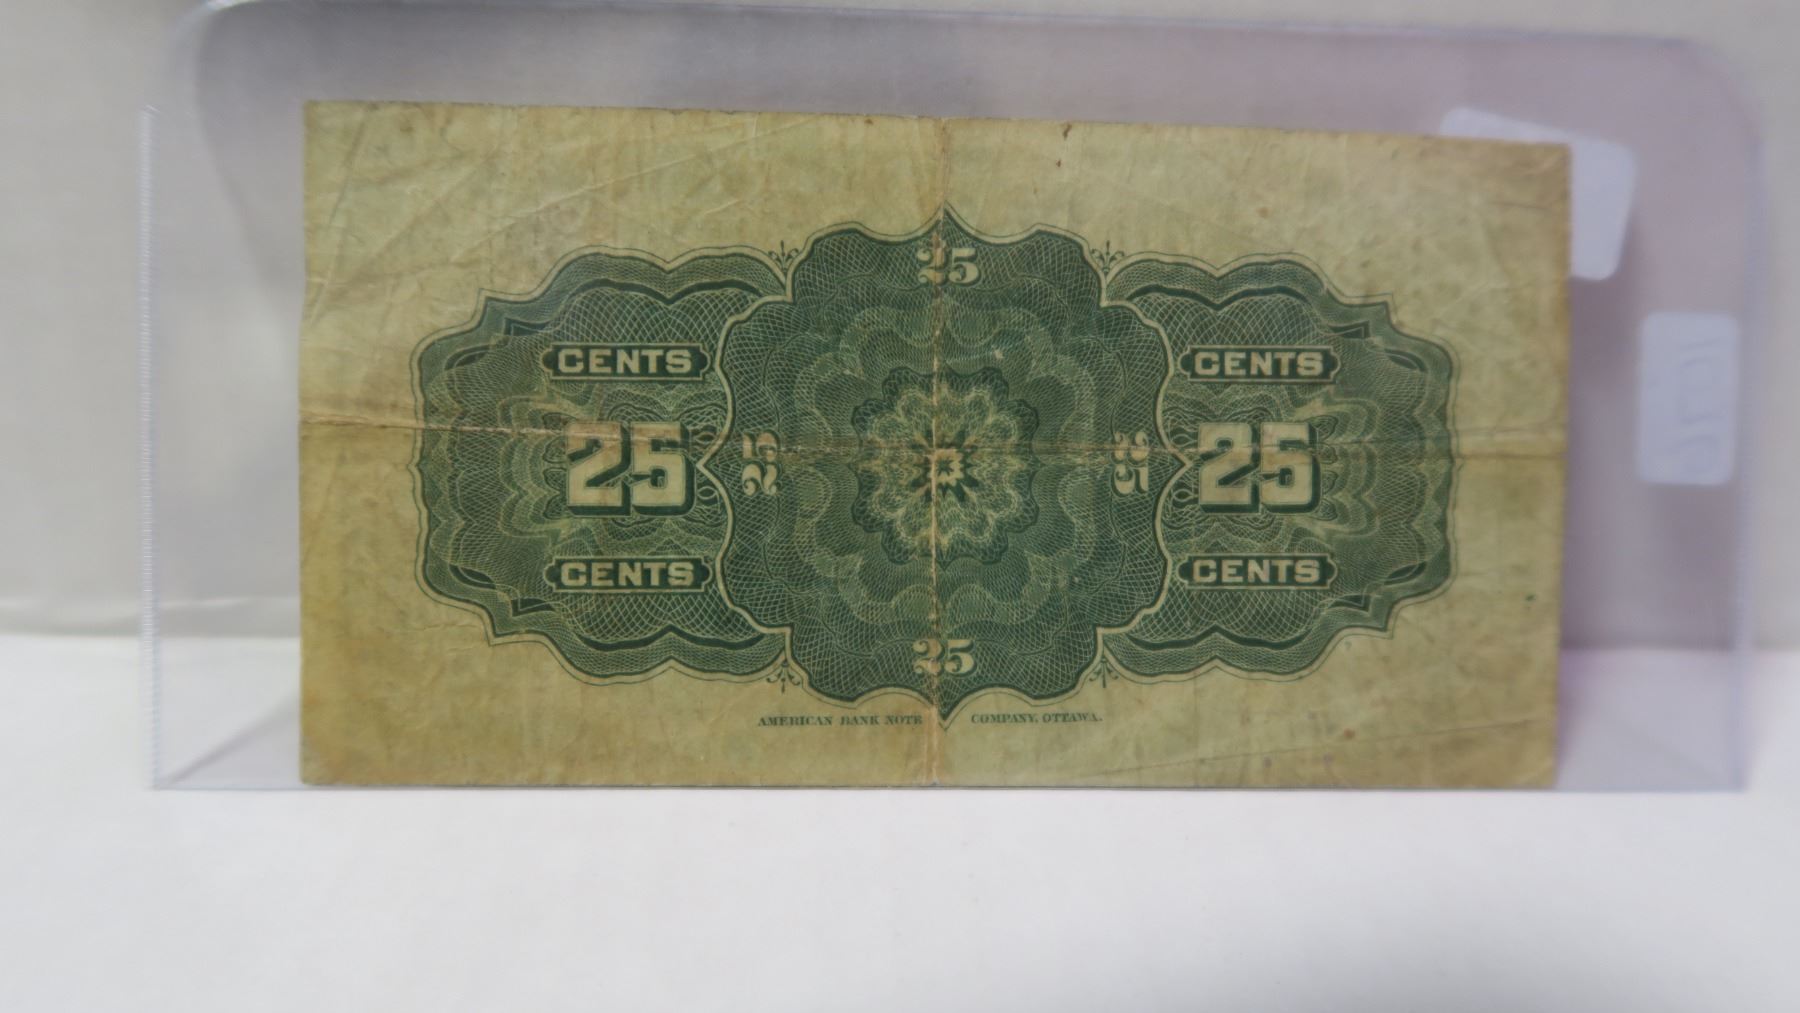 25
CENTS CENTS
25 25 25 25
CENTS CENTS
25
AMERICAN BANK NOTE COMPANY, OTTAWA.